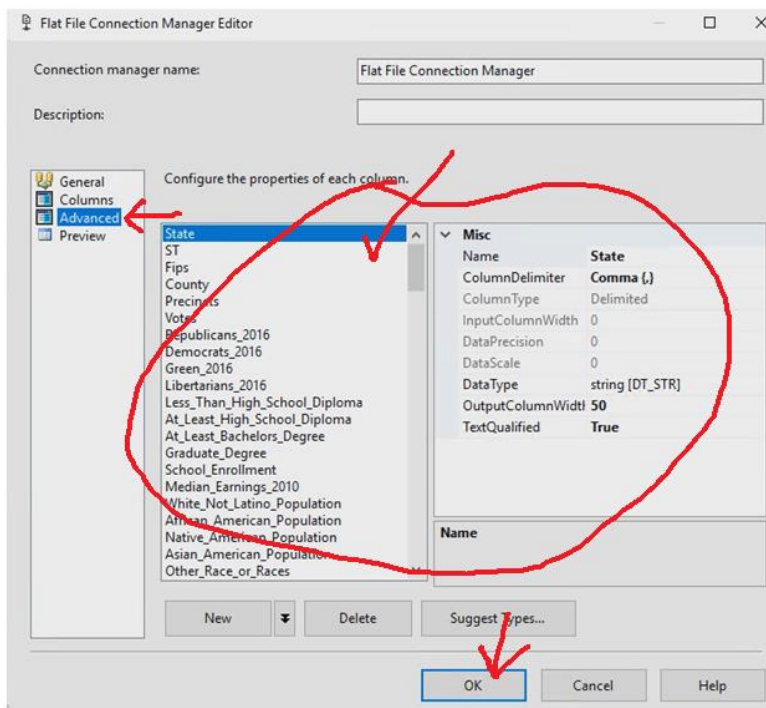 Flat File Connection Manager Editor
Connection manager name:
Flat File Connection Manager
Description:
General
Columns
Advanced
Preview
Configure the properties of each column.
State
ST
Fips
County
Precincts
Votes
Republicans_2016
Democrats_2016
Green_2016
Libertarians_2016
Less_Than_High_School_Diploma
At_Least_High_School_Diploma
At_Least_Bachelors_Degree
Graduate_Degree
School_Enrollment
Median_Earnings_2010
White_Not_Latino_Population
African_American_Population
Native_American_Population
Asian_American_Population
Other_Race_or_Races
Misc
Name State
ColumnDelimiter Comma {,}
ColumnType Delimited
InputColumnWidth 0
DataPrecision 0
DataScale 0
DataType string [DT_STR]
OutputColumnWidt 50
TextQualified True
Name
New
Delete
Suggest Types...
OK
Cancel
Help